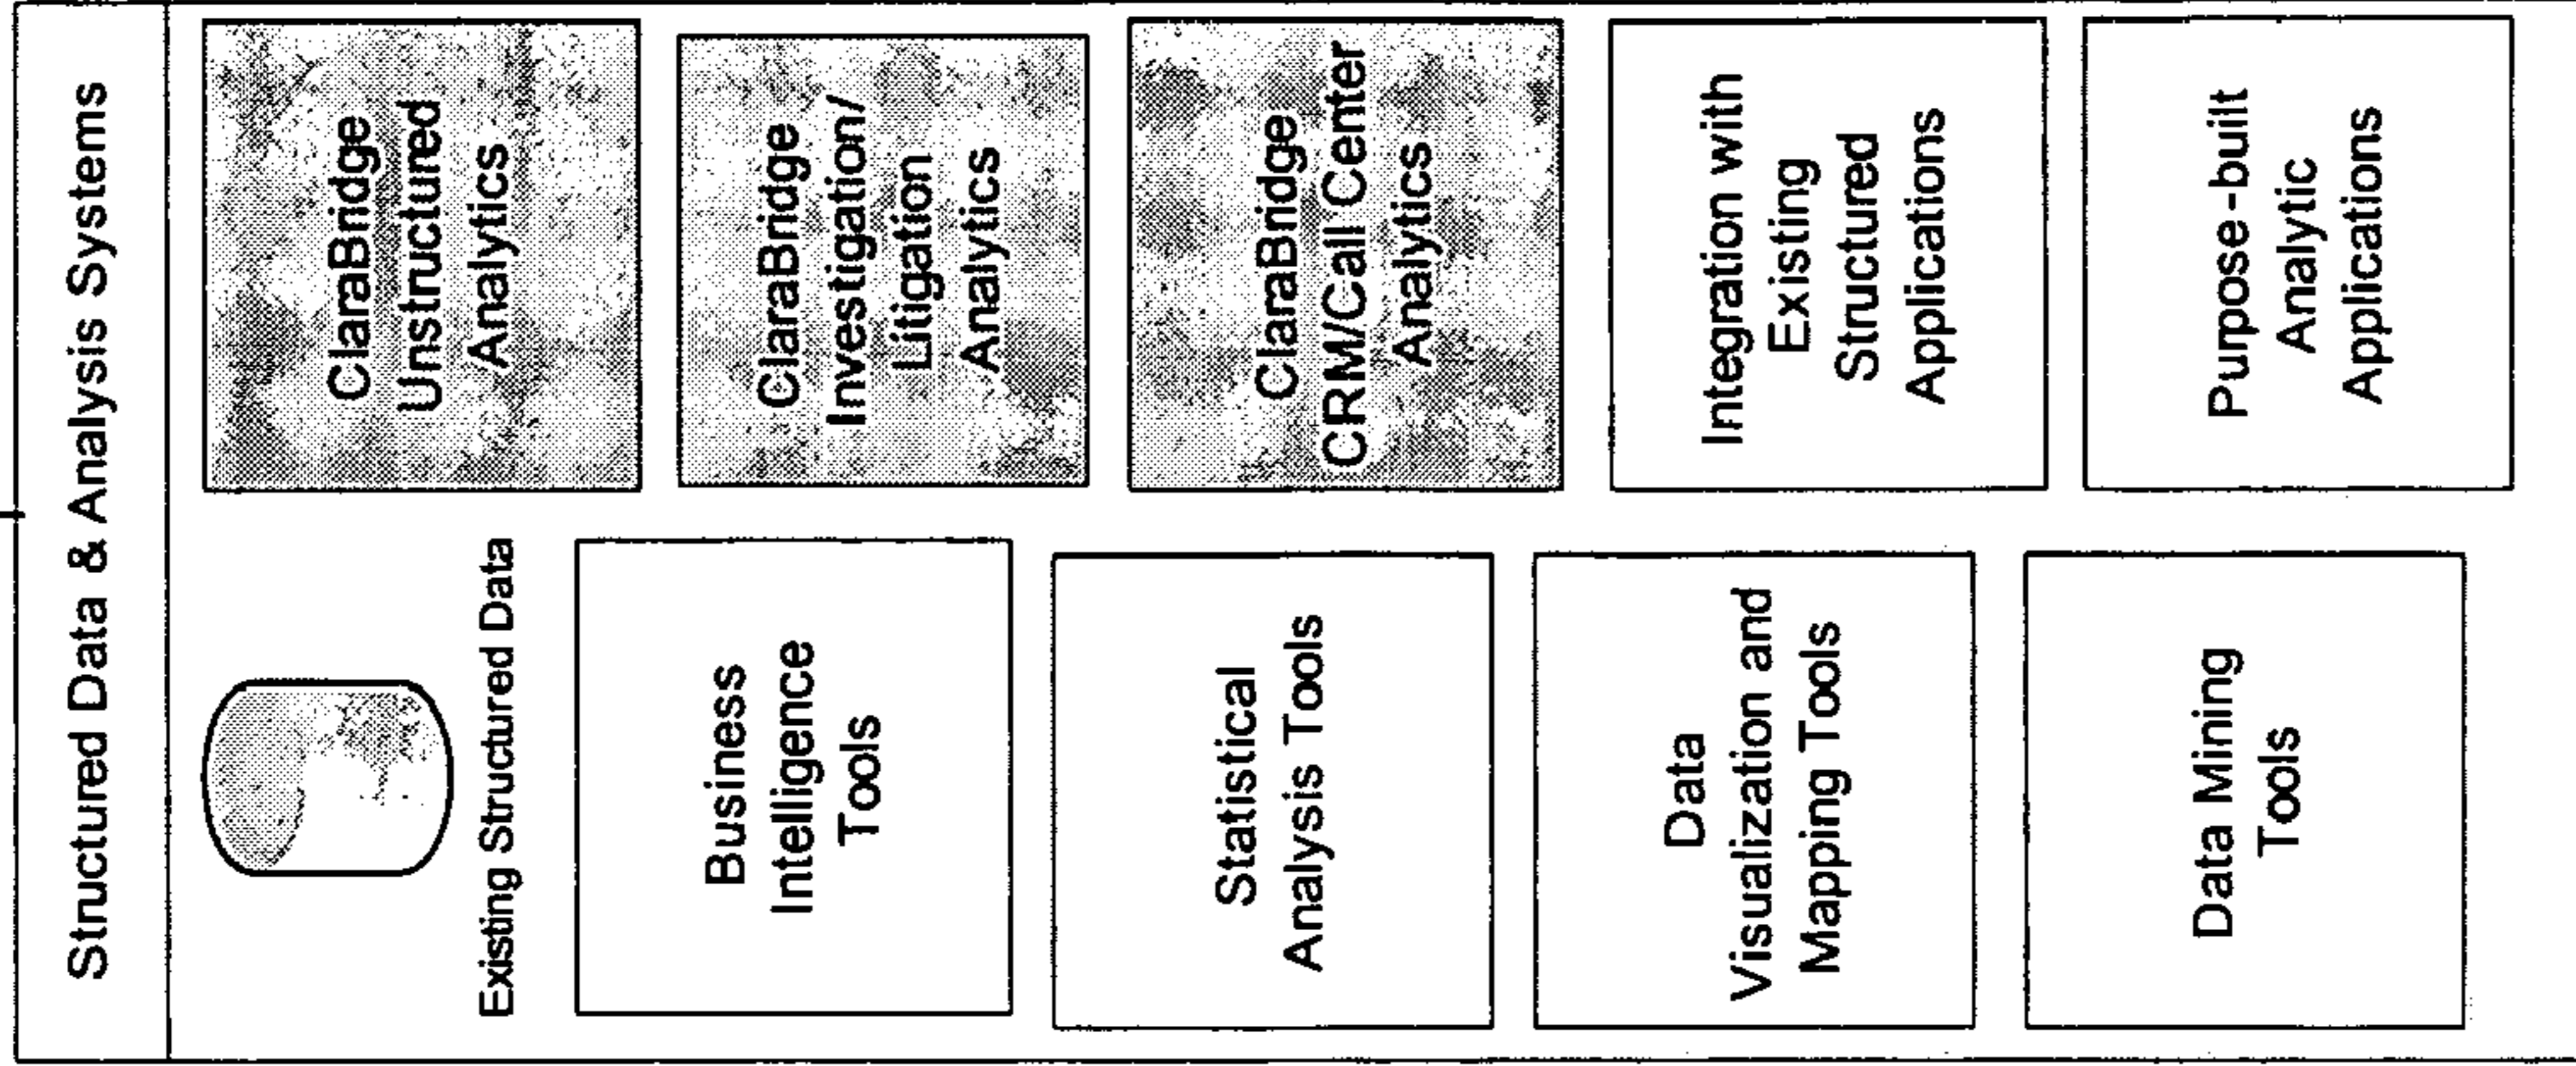 Structured Data & Analysis Systems
Existing Structured Data
Business
Intelligence
Tools
Statistical
Analysis Tools
Data
Visualization and
Mapping Tools
Data Mining
Tools
ClaraBridge
Unstructured
Analytics
ClaraBridge
Investigation/
Litigation
Analytics
ClaraBridge
CRM/Call Center
Analytics
Integration with
Existing
Structured
Applications
Purpose-built
Analytic
Applications